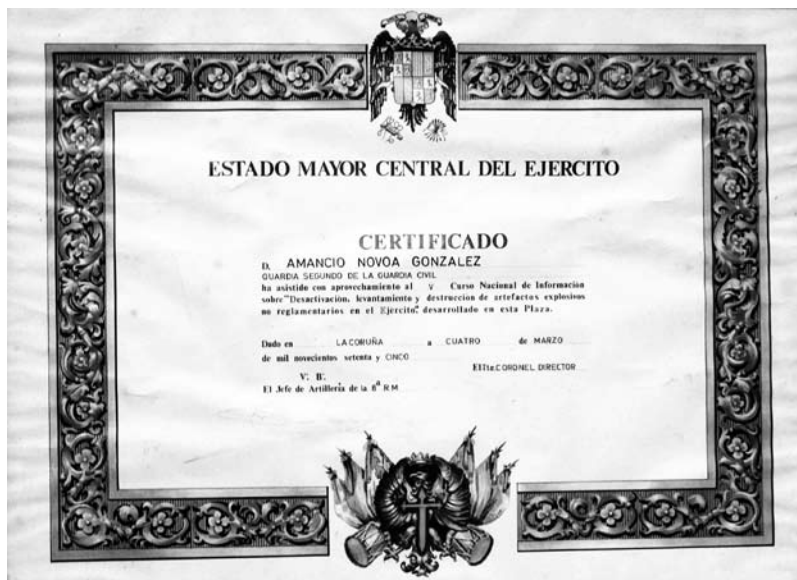 ESTADO MAYOR CENTRAL DEL EJERCITO
CERTIFICADO
D. AMANCIO NOVOA GONZALEZ
GUARDIA SEGUNDO DE LA GUARDIA CIVIL
ha asistido con aprovechamiento al V Curso Nacional de Información
sobre "Desactivación, levantamiento y destrucción de artefactos explosivos
no reglamentarios en el Ejercito", desarrollado en esta Plaza.
Dado en LA CORUÑA a CUATRO de MARZO
de mil novecientos setenta y CINCO
El Tte. CORONEL DIRECTOR
V.º B.º
El Jefe de Artillería de la 8ª R M